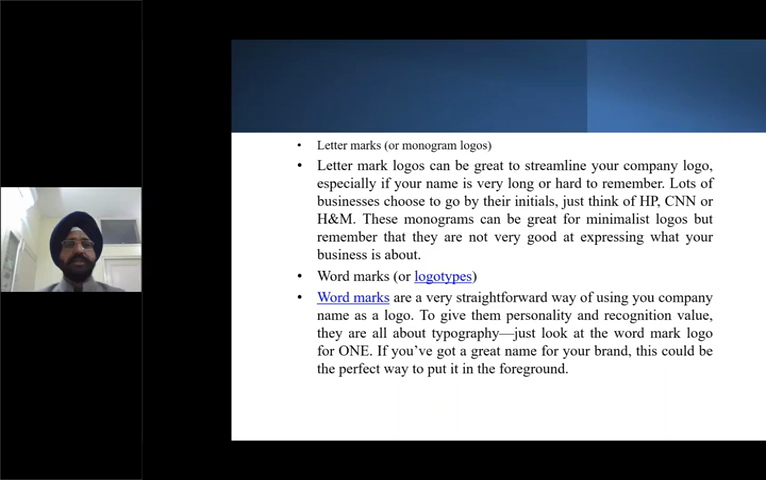 • Letter marks (or monogram logos)
• Letter mark logos can be great to streamline your company logo,
especially if your name is very long or hard to remember. Lots of
businesses choose to go by their initials, just think of HP, CNN or
H&M. These monograms can be great for minimalist logos but
remember that they are not very good at expressing what your
business is about.
• Word marks (or logotypes)
• Word marks are a very straightforward way of using you company
name as a logo. To give them personality and recognition value,
they are all about typography—just look at the word mark logo
for ONE. If you’ve got a great name for your brand, this could be
the perfect way to put it in the foreground.